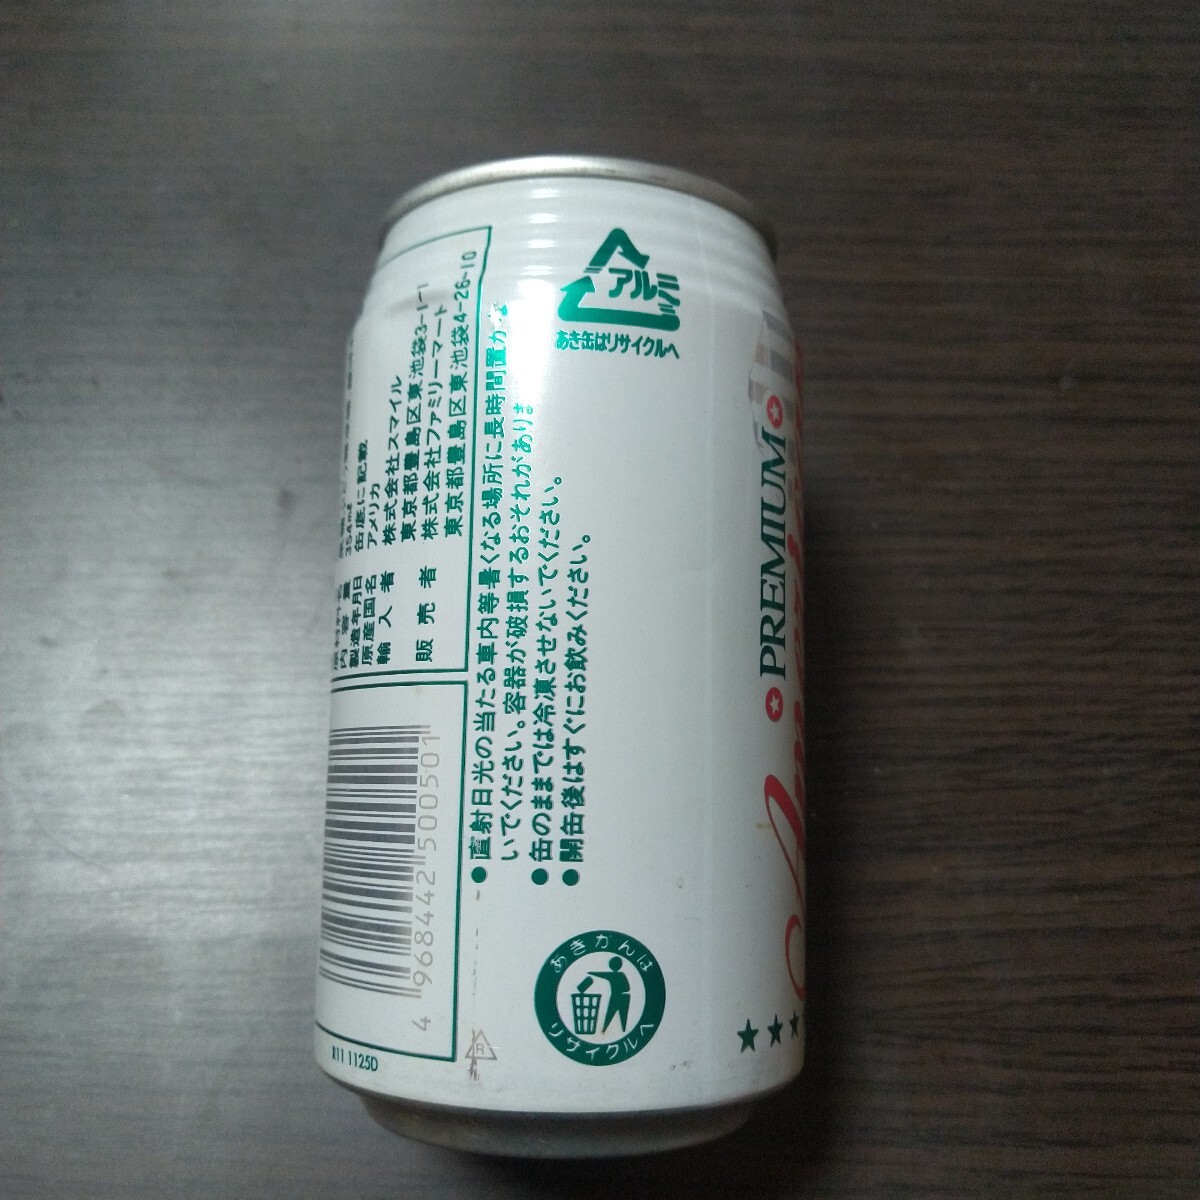 内容量 354ml
製造年月日 缶底に記載
原産国名 アメリカ
輸入者 株式会社スマイル
東京都豊島区東池袋3-1-1
販売者 株式会社ファミリーマート
東京都豊島区東池袋4-26-10
4 968442 500501
R11 1125D
●直射日光の当たる車内等暑くなる場所に長時間置かな
いでください。容器が破損するおそれがありま
●缶のままでは冷凍させないでください。
●開缶後はすぐにお飲みください。
アルミ
あき缶はリサイクルへ
あきかんは
リサイクルへ
R
PREMIUM